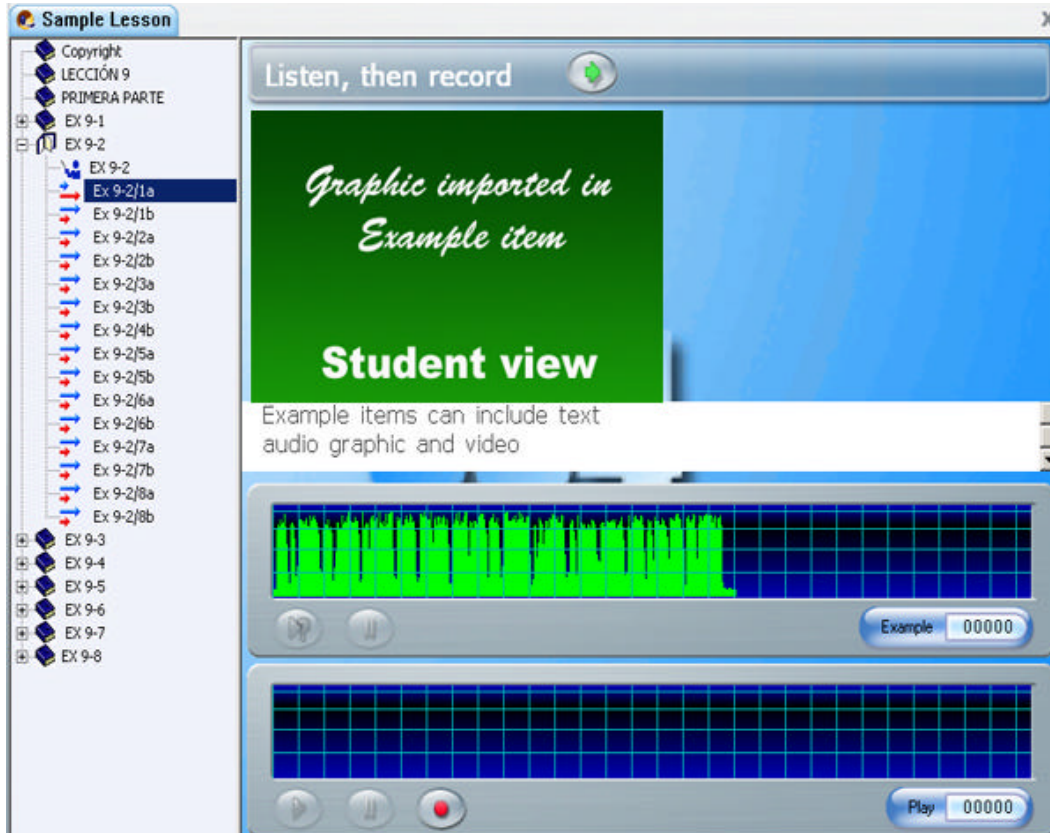 Sample Lesson
Copyright
LECCIÓN 9
PRIMERA PARTE
EX 9-1
EX 9-2
EX 9-2
Ex 9-2/1a
Ex 9-2/1b
Ex 9-2/2a
Ex 9-2/2b
Ex 9-2/3a
Ex 9-2/3b
Ex 9-2/4b
Ex 9-2/5a
Ex 9-2/5b
Ex 9-2/6a
Ex 9-2/6b
Ex 9-2/7a
Ex 9-2/7b
Ex 9-2/8a
Ex 9-2/8b
EX 9-3
EX 9-4
EX 9-5
EX 9-6
EX 9-7
EX 9-8
Listen, then record
Graphic imported in
Example item
Student view
Example items can include text
audio graphic and video
Example 00000
Play 00000